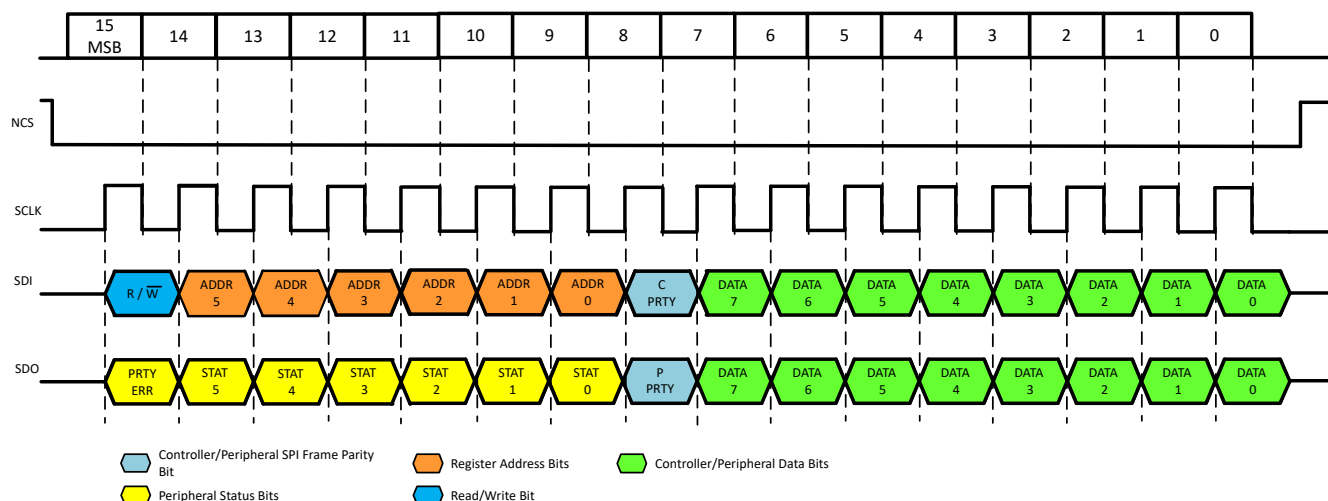 15 MSB 14 13 12 11 10 9 8 7 6 5 4 3 2 1 0
NCS
SCLK
SDI R / W̅ ADDR 5 ADDR 4 ADDR 3 ADDR 2 ADDR 1 ADDR 0 C PRTY DATA 7 DATA 6 DATA 5 DATA 4 DATA 3 DATA 2 DATA 1 DATA 0
SDO PRTY ERR STAT 5 STAT 4 STAT 3 STAT 2 STAT 1 STAT 0 P PRTY DATA 7 DATA 6 DATA 5 DATA 4 DATA 3 DATA 2 DATA 1 DATA 0
Controller/Peripheral SPI Frame Parity
Bit
Register Address Bits
Controller/Peripheral Data Bits
Peripheral Status Bits
Read/Write Bit